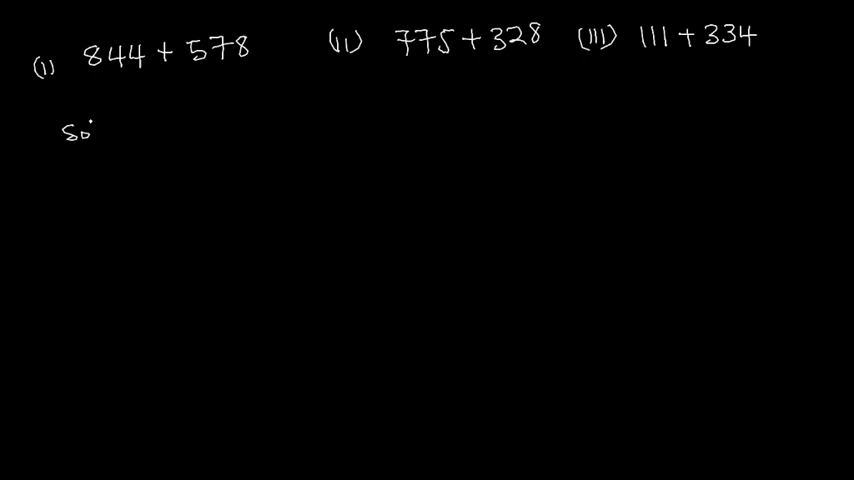 (I) 844 + 578 (II) 775 + 328 (III) 111 + 334
So